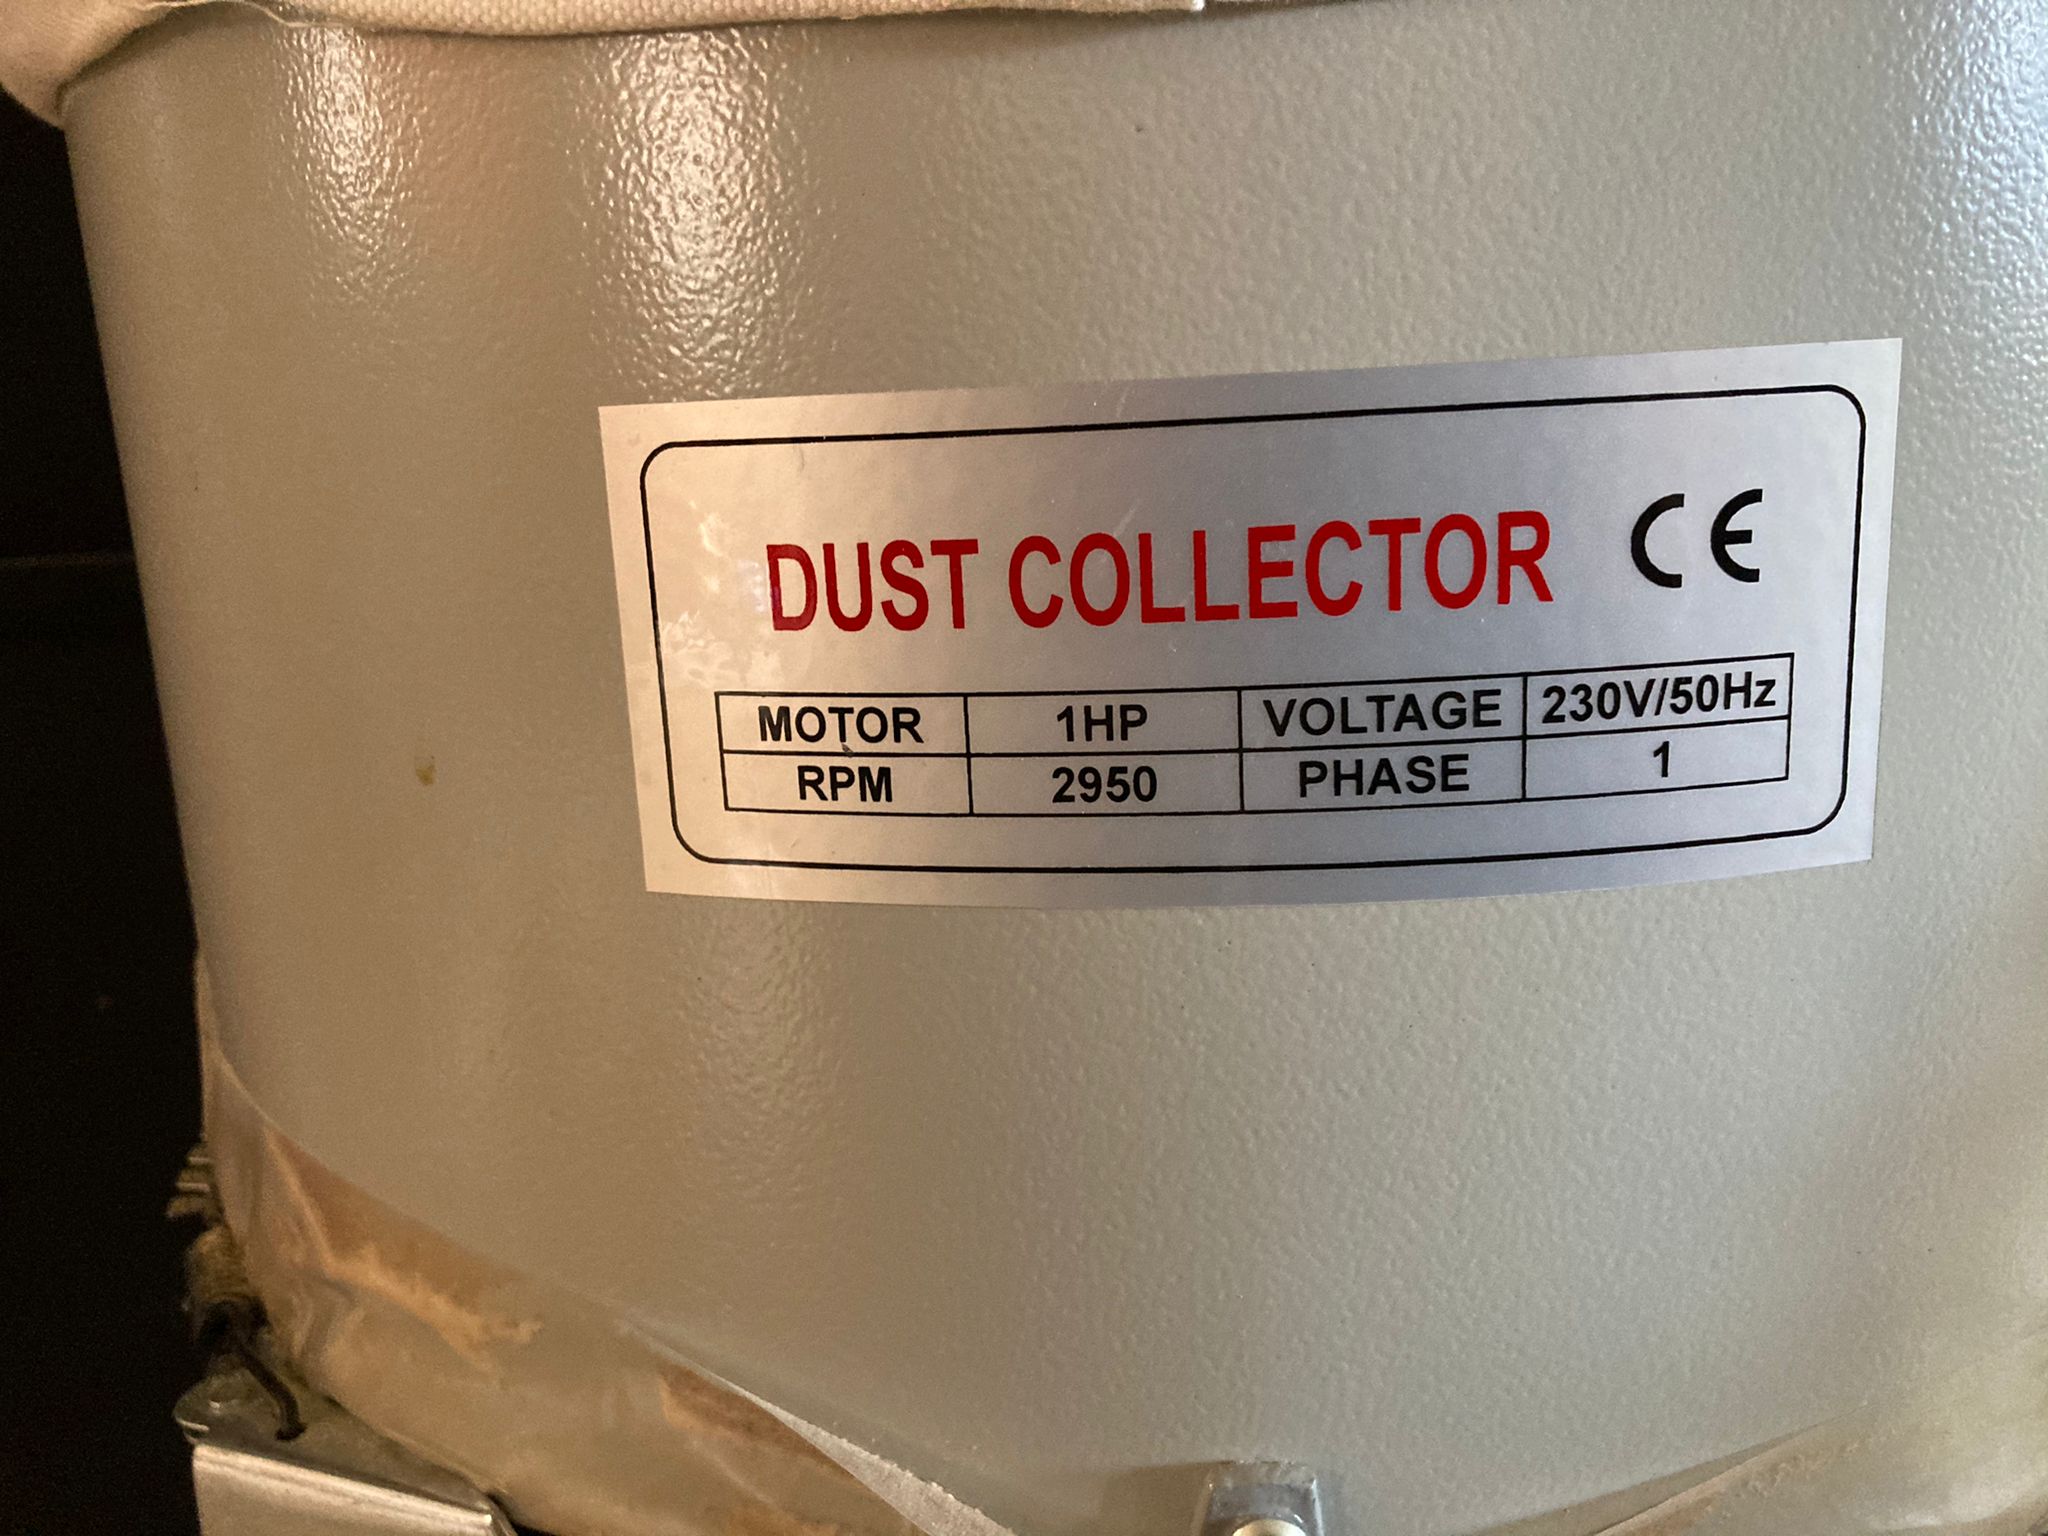 DUST COLLECTOR CE
MOTOR 1HP VOLTAGE 230V/50Hz
RPM 2950 PHASE 1